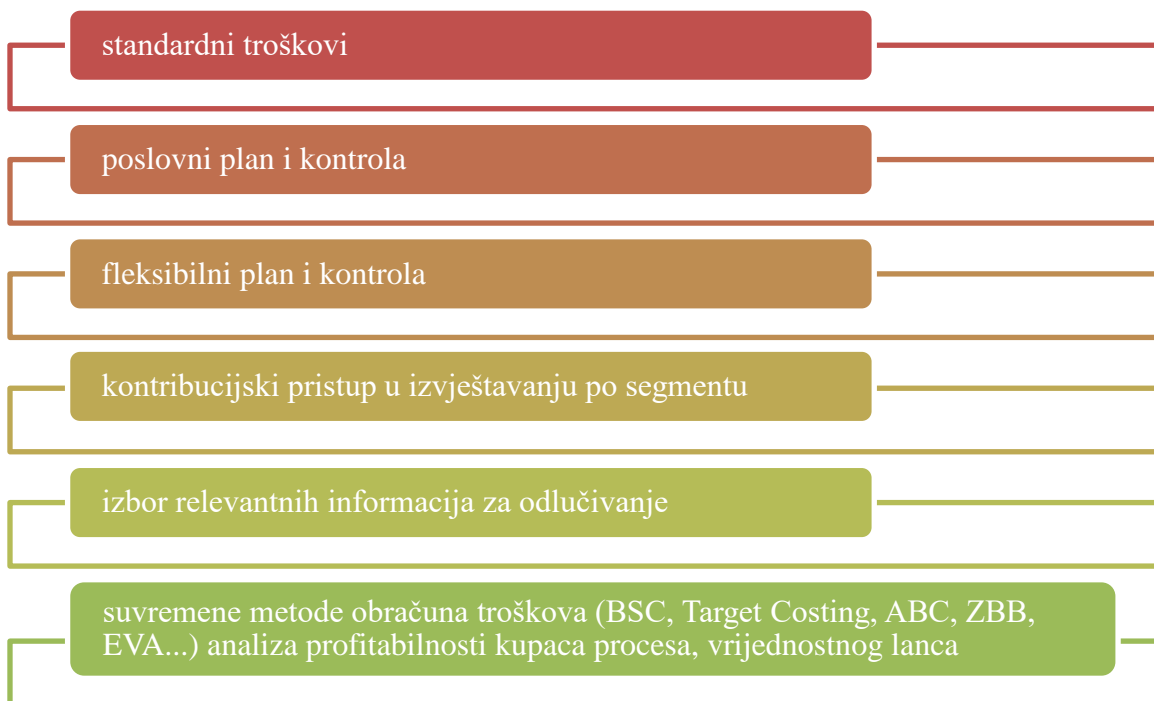 standardni troškovi
poslovni plan i kontrola
fleksibilni plan i kontrola
kontribucijski pristup u izvještavanju po segmentu
izbor relevantnih informacija za odlučivanje
suvremene metode obračuna troškova (BSC, Target Costing, ABC, ZBB,
EVA...) analiza profitabilnosti kupaca procesa, vrijednostnog lanca